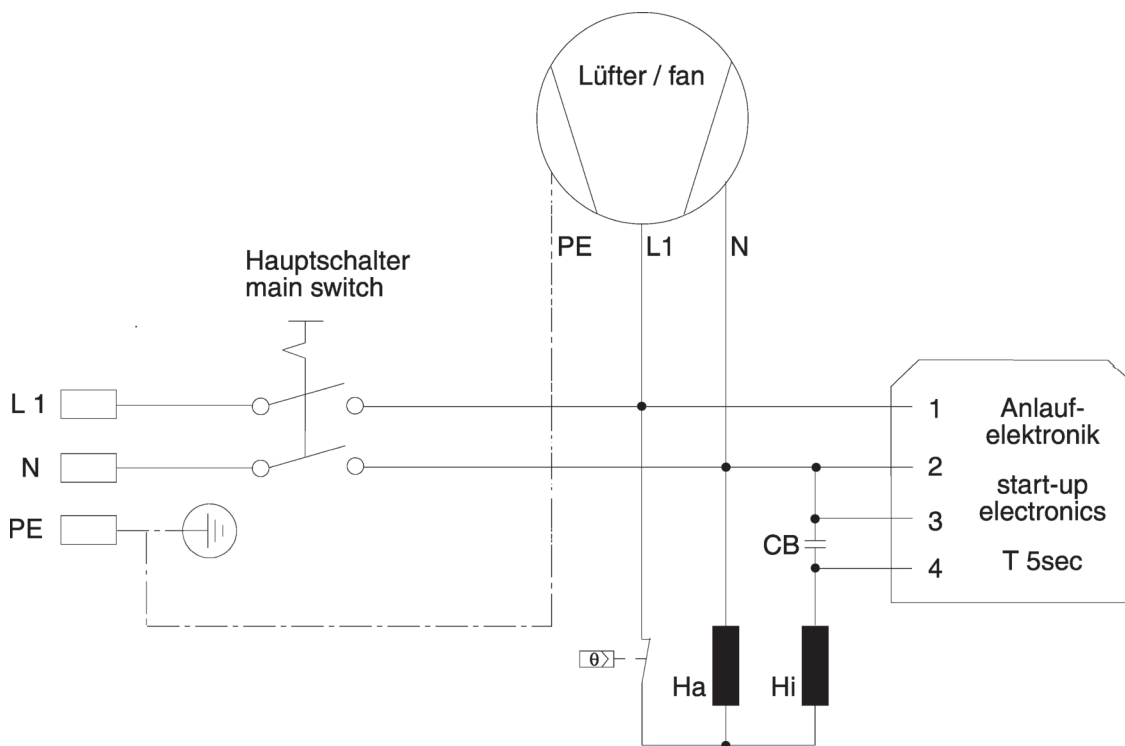 Lüfter / fan
PE
L1
N
Hauptschalter
main switch
L 1
N
PE
1
2
3
4
Anlauf-
elektronik
start-up
electronics
T 5sec
CB
θ>
Ha
Hi